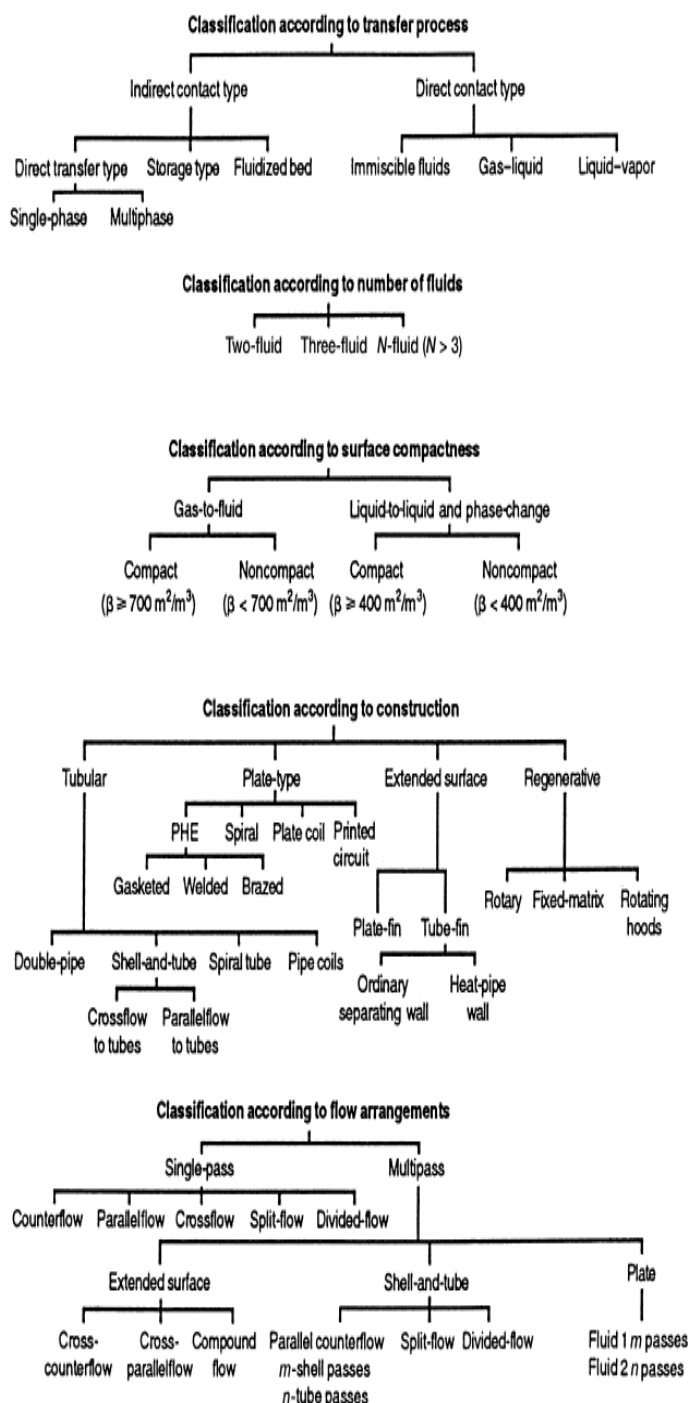 Classification according to transfer process
Indirect contact type Direct contact type
Direct transfer type Storage type Fluidized bed Immiscible fluids Gas–liquid Liquid–vapor
Single-phase Multiphase
Classification according to number of fluids
Two-fluid Three-fluid N-fluid (N > 3)
Classification according to surface compactness
Gas-to-fluid Liquid-to-liquid and phase-change
Compact Noncompact Compact Noncompact
(β ≥ 700 m²/m³) (β < 700 m²/m³) (β ≥ 400 m²/m³) (β < 400 m²/m³)
Classification according to construction
Tubular Plate-type Extended surface Regenerative
PHE Spiral Plate coil Printed
circuit
Gasketed Welded Brazed
Rotary Fixed-matrix Rotating
hoods
Plate-fin Tube-fin
Double-pipe Shell-and-tube Spiral tube Pipe coils
Ordinary Heat-pipe
separating wall wall
Crossflow Parallelflow
to tubes to tubes
Classification according to flow arrangements
Single-pass Multipass
Counterflow Parallelflow Crossflow Split-flow Divided-flow
Extended surface Shell-and-tube Plate
Cross- Cross- Compound Parallel counterflow Split-flow Divided-flow Fluid 1 m passes
counterflow parallelflow flow m-shell passes Fluid 2 n passes
n-tube passes